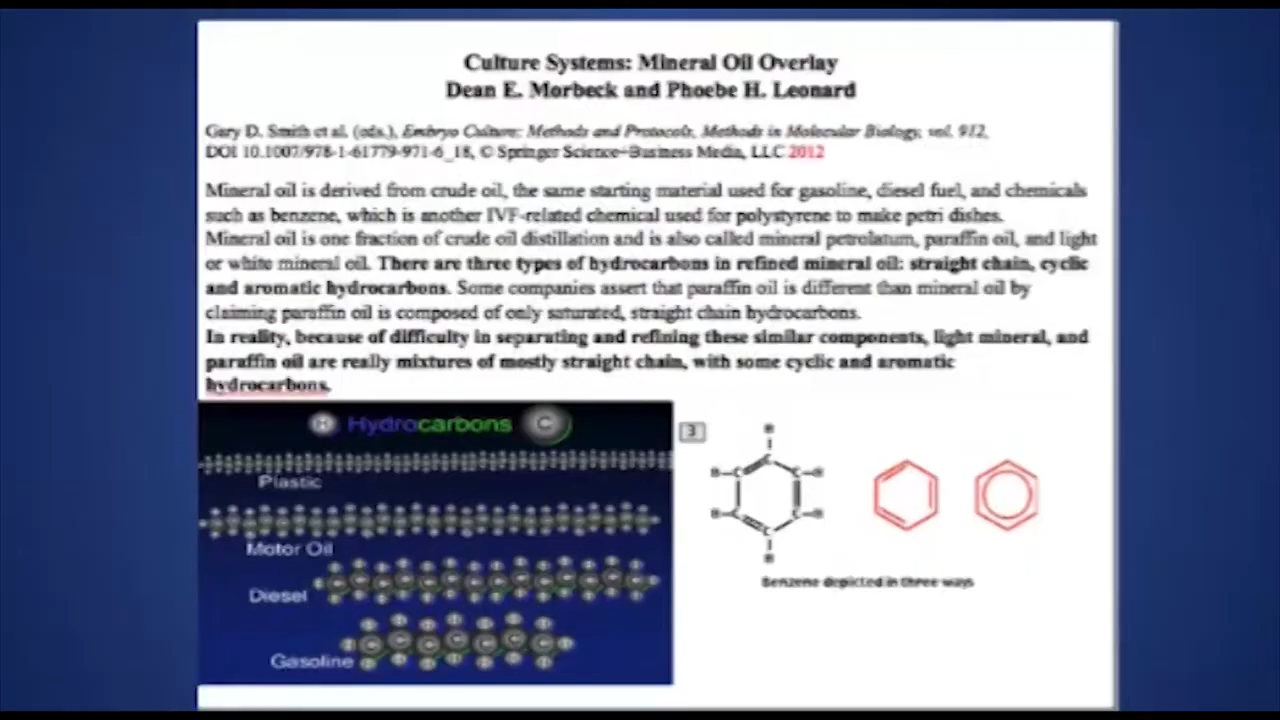 Culture Systems: Mineral Oil Overlay
Dean E. Morbeck and Phoebe H. Leonard
Gary D. Smith et al. (eds.), Embryo Culture: Methods and Protocols, Methods in Molecular Biology, vol. 912,
DOI 10.1007/978-1-61779-971-6_18, © Springer Science+Business Media, LLC 2012
Mineral oil is derived from crude oil, the same starting material used for gasoline, diesel fuel, and chemicals
such as benzene, which is another IVF-related chemical used for polystyrene to make petri dishes.
Mineral oil is one fraction of crude oil distillation and is also called mineral petrolatum, paraffin oil, and light
or white mineral oil. There are three types of hydrocarbons in refined mineral oil: straight chain, cyclic
and aromatic hydrocarbons. Some companies assert that paraffin oil is different than mineral oil by
claiming paraffin oil is composed of only saturated, straight chain hydrocarbons.
In reality, because of difficulty in separating and refining these similar components, light mineral, and
paraffin oil are really mixtures of mostly straight chain, with some cyclic and aromatic
hydrocarbons.
H Hydrocarbons C
Plastic
Motor Oil
Diesel
Gasoline
3
H
H C C C H
H C C C H
H
Benzene depicted in three ways